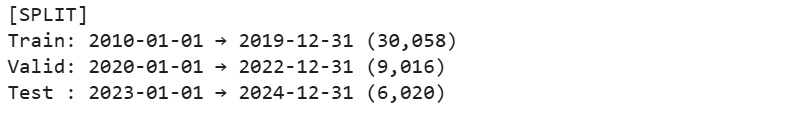 [SPLIT]
Train: 2010-01-01 → 2019-12-31 (30,058)
Valid: 2020-01-01 → 2022-12-31 (9,016)
Test : 2023-01-01 → 2024-12-31 (6,020)